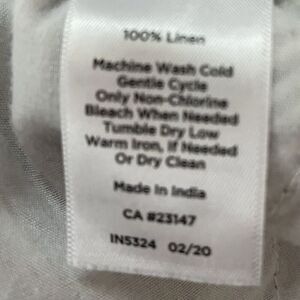 100% Linen
Machine Wash Cold
Gentle Cycle
Only Non-Chlorine
Bleach When Needed
Tumble Dry Low
Warm Iron, If Needed
Or Dry Clean
Made In India
CA #23147
IN5324 02/20